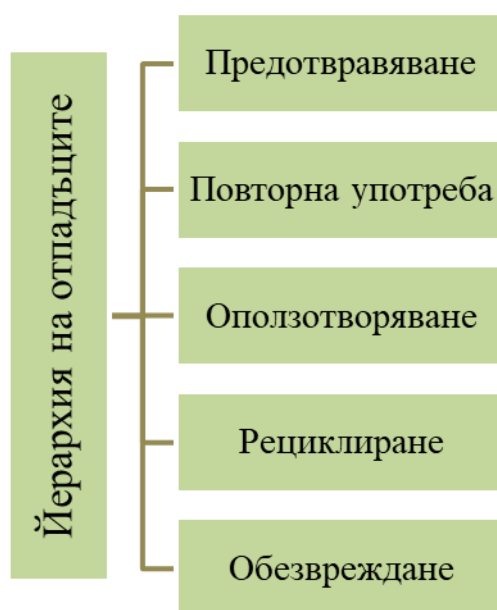 Йерархия на отпадъците
Предотвравяване
Повторна употреба
Оползотворяване
Рециклиране
Обезвреждане